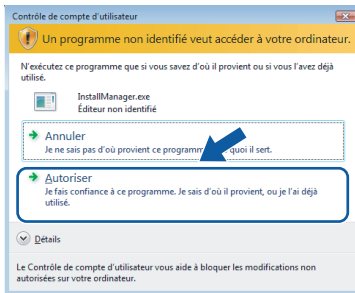 Contrôle de compte d'utilisateur
Un programme non identifié veut accéder à votre ordinateur.
N'exécutez ce programme que si vous savez d'où il provient ou si vous l'avez déjà
utilisé.
InstallManager.exe
Éditeur non identifié
Annuler
Je ne sais pas d'où provient ce programm quoi il sert.
Autoriser
Je fais confiance à ce programme. Je sais d'où il provient, ou je l'ai déjà
utilisé.
Détails
Le Contrôle de compte d'utilisateur vous aide à bloquer les modifications non
autorisées sur votre ordinateur.